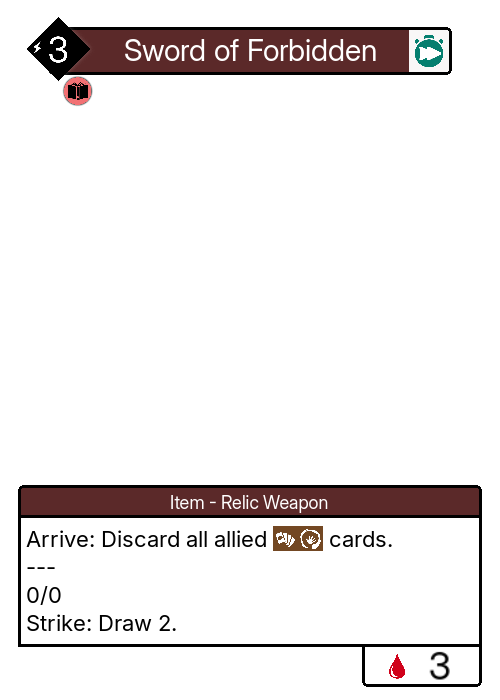 3
Sword of Forbidden
Item - Relic Weapon
Arrive: Discard all allied cards.
---
0/0
Strike: Draw 2.
3